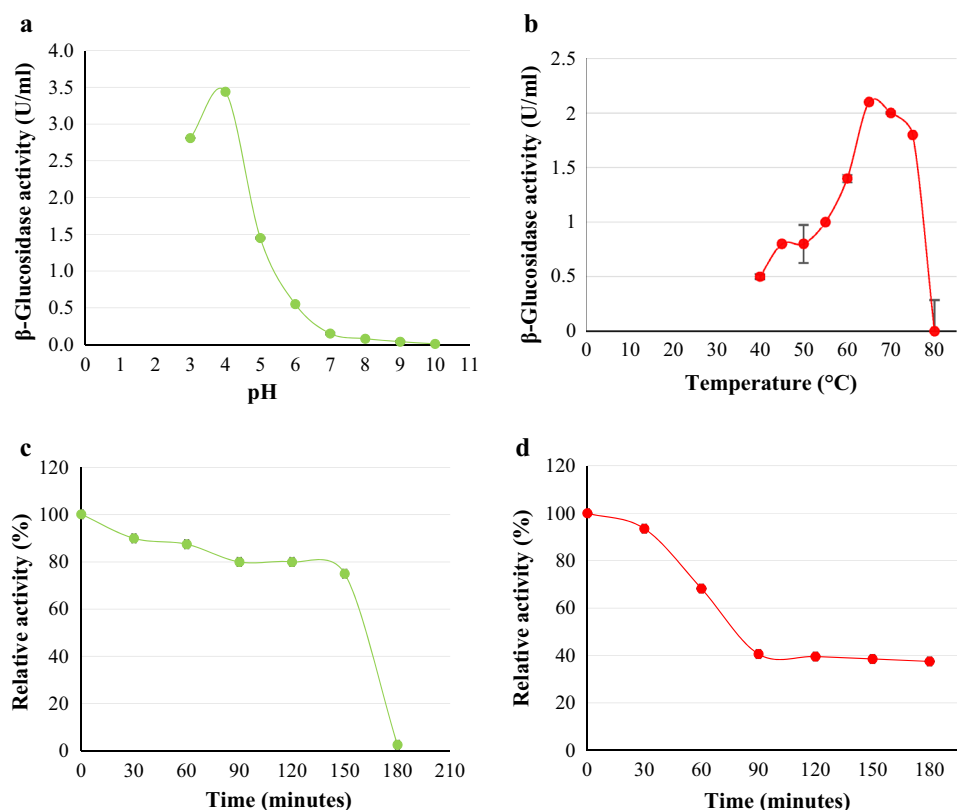 a
β-Glucosidase activity (U/ml)
4.0
3.5
3.0
2.5
2.0
1.5
1.0
0.5
0.0
0 1 2 3 4 5 6 7 8 9 10 11
pH
b
β-Glucosidase activity (U/ml)
2.5
2
1.5
1
0.5
0
0 10 20 30 40 50 60 70 80
Temperature (°C)
c
Relative activity (%)
120
100
80
60
40
20
0
0 30 60 90 120 150 180 210
Time (minutes)
d
Relative activity (%)
120
100
80
60
40
20
0
0 30 60 90 120 150 180
Time (minutes)